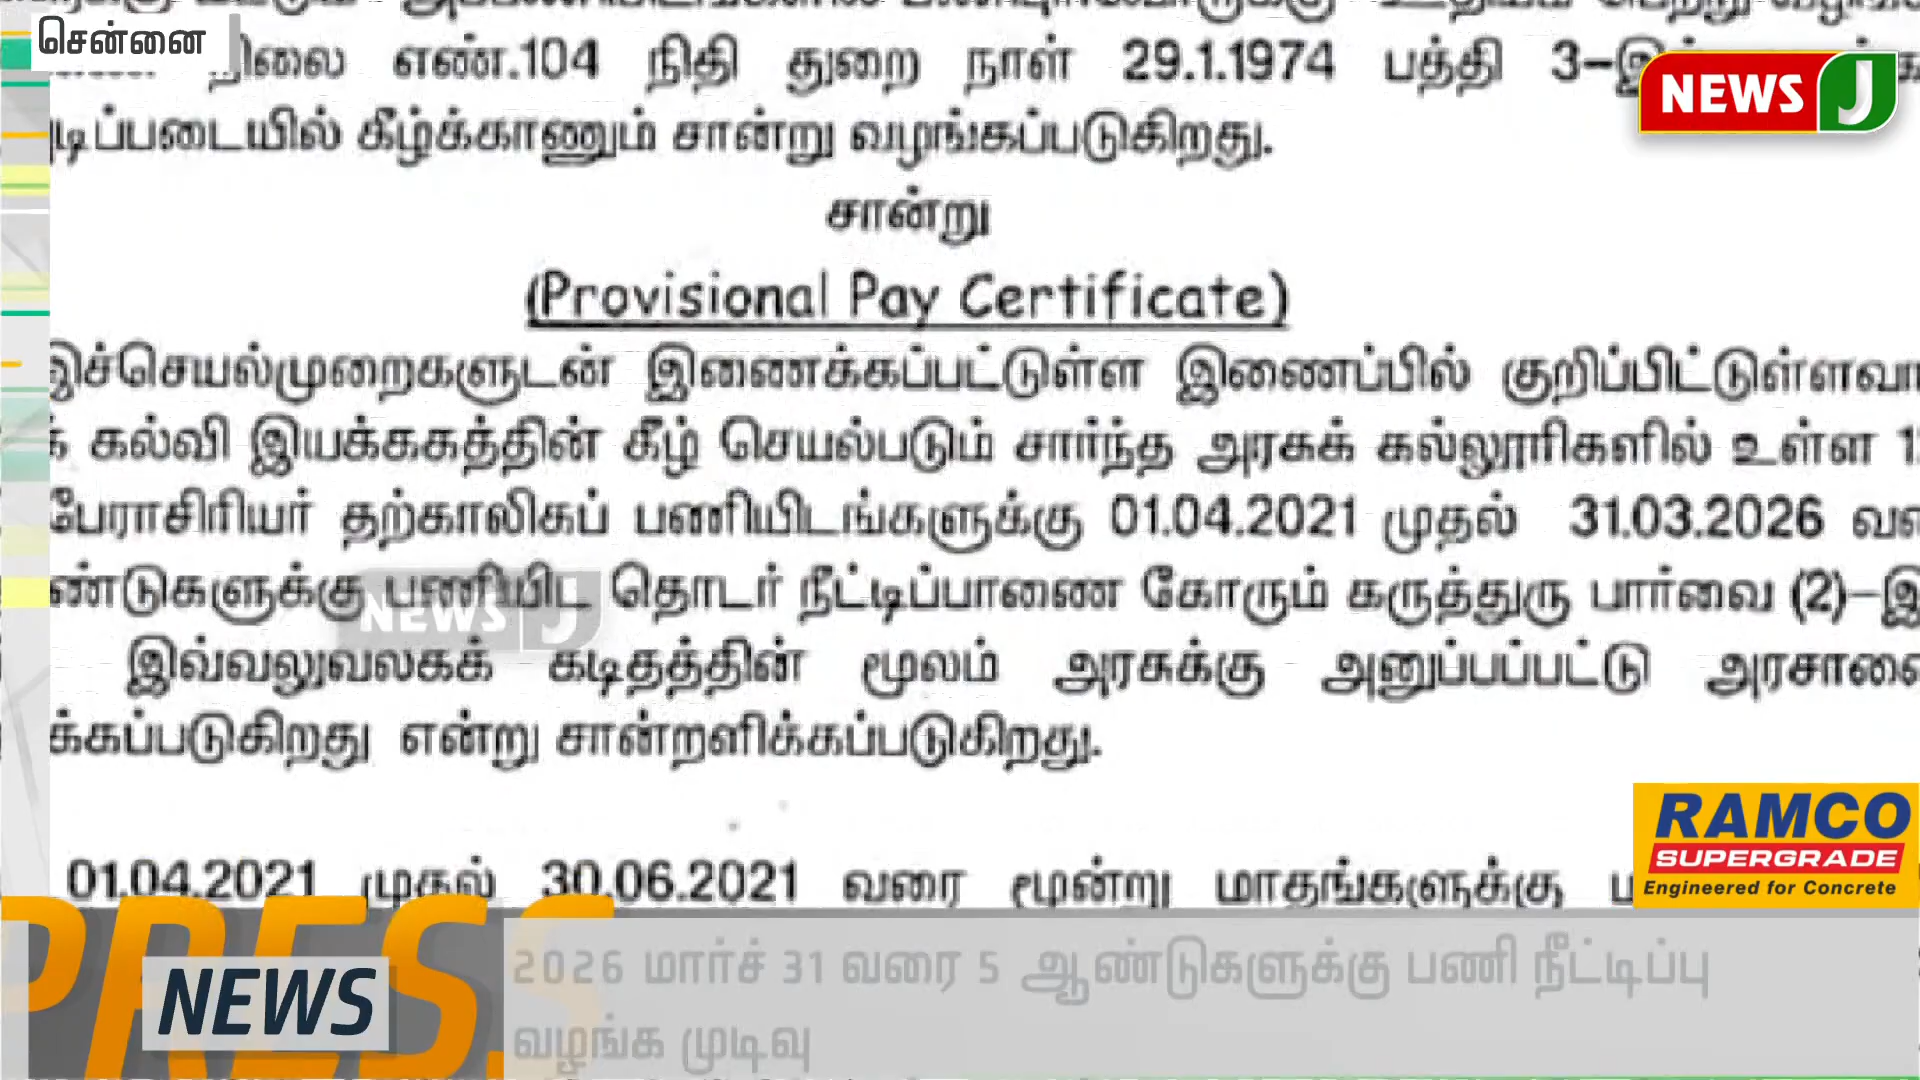 சென்னை
நிலை எண்.104 நிதி துறை நாள் 29.1.1974 பத்தி 3-இ
NEWS J
டிப்படையில் கீழ்க்காணும் சான்று வழங்கப்படுகிறது.
சான்று
(Provisional Pay Certificate)
இச்செயல்முறைகளுடன் இணைக்கப்பட்டுள்ள இணைப்பில் குறிப்பிட்டுள்ளவா
க் கல்வி இயக்ககத்தின் கீழ் செயல்படும் சார்ந்த அரசுக் கல்லூரிகளில் உள்ள 1
பேராசிரியர் தற்காலிகப் பணியிடங்களுக்கு 01.04.2021 முதல் 31.03.2026 வ
ண்டுகளுக்கு பணியிட தொடர் நீட்டிப்பாணை கோரும் கருத்துரு பார்வை (2)-இ
NEWS J
இவ்வலுவலகக் கடிதத்தின் மூலம் அரசுக்கு அனுப்பப்பட்டு அரசாணை
க்கப்படுகிறது என்று சான்றளிக்கப்படுகிறது.
RAMCO
SUPERGRADE
Engineered for Concrete
01.04.2021 முதல் 30.06.2021 வரை மூன்று மாதங்களுக்கு
PRESS
NEWS
2026 மார்ச் 31 வரை 5 ஆண்டுகளுக்கு பணி நீட்டிப்பு
வழங்க முடிவு